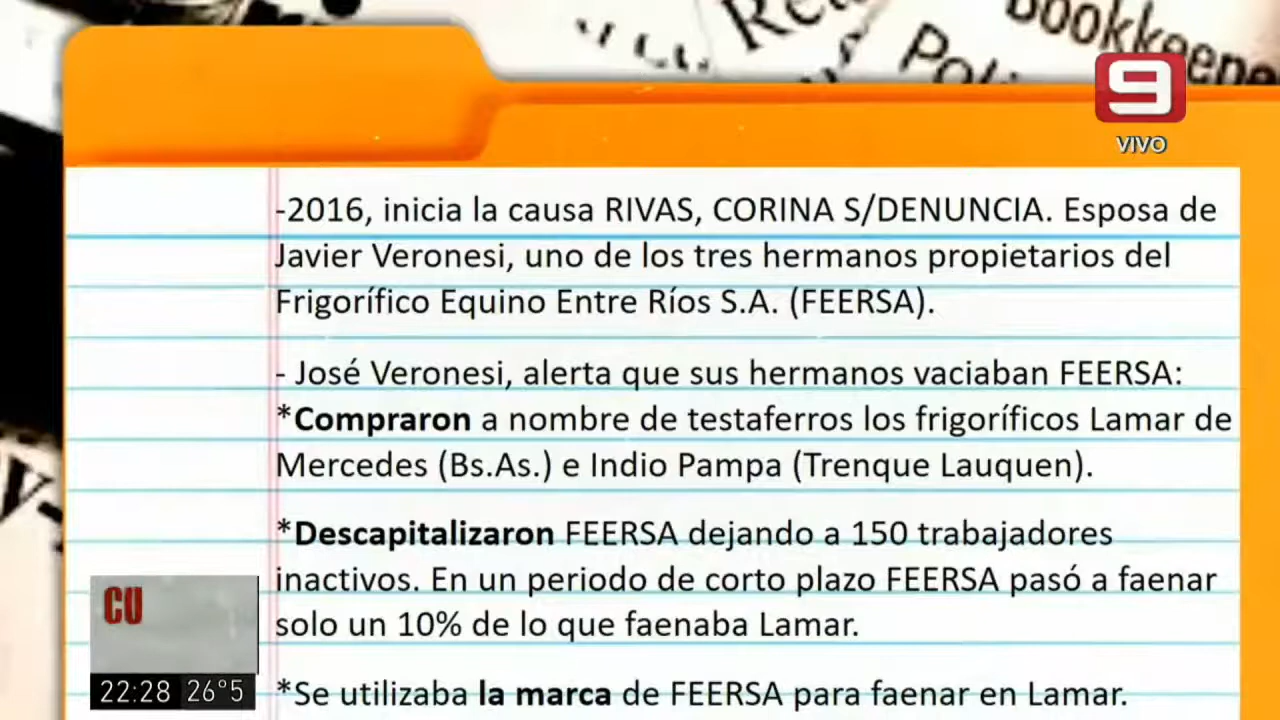 Bookkeepe
9
VIVO
-2016, inicia la causa RIVAS, CORINA S/DENUNCIA. Esposa de
Javier Veronesi, uno de los tres hermanos propietarios del
Frigorífico Equino Entre Ríos S.A. (FEERSA).
- José Veronesi, alerta que sus hermanos vaciaban FEERSA:
*Compraron a nombre de testaferros los frigoríficos Lamar de
Mercedes (Bs.As.) e Indio Pampa (Trenque Lauquen).
*Descapitalizaron FEERSA dejando a 150 trabajadores
inactivos. En un periodo de corto plazo FEERSA pasó a faenar
solo un 10% de lo que faenaba Lamar.
*Se utilizaba la marca de FEERSA para faenar en Lamar.
CU
22:28 26°5